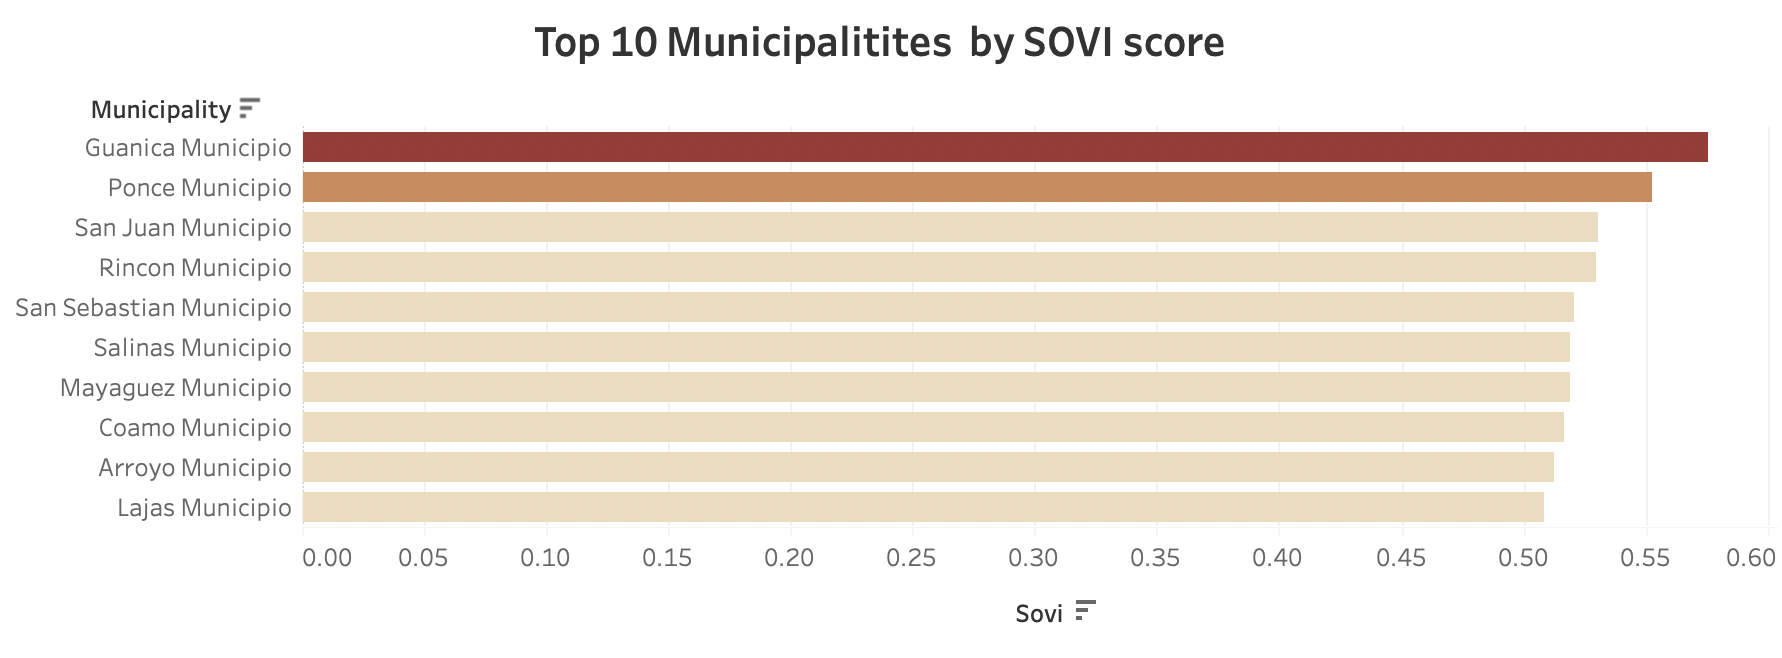 Top 10 Municipalitites  by SOVI score
Municipality
Guanica Municipio
Ponce Municipio
San Juan Municipio
Rincon Municipio
San Sebastian Municipio
Salinas Municipio
Mayaguez Municipio
Coamo Municipio
Arroyo Municipio
Lajas Municipio
0.00 0.05 0.10 0.15 0.20 0.25 0.30 0.35 0.40 0.45 0.50 0.55 0.60
Sovi